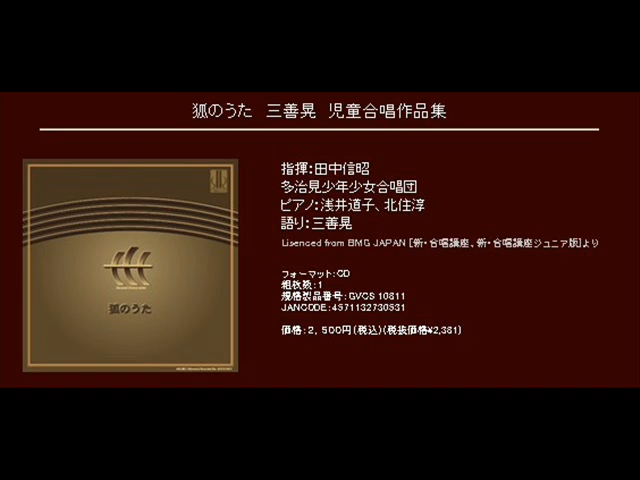 狐のうた　三善晃　児童合唱作品集
指揮:田中信昭
多治見少年少女合唱団
ピアノ:浅井道子、北住淳
語り:三善晃
Lisenced from BMG JAPAN [新・合唱講座、新・合唱講座ジュニア版]より
フォーマット:CD
組枚数:1
規格製品番号:GVCS 10811
JANCODE:4571132730531
価格:2,500円(税込)(税抜価格¥2,381)
狐のうた